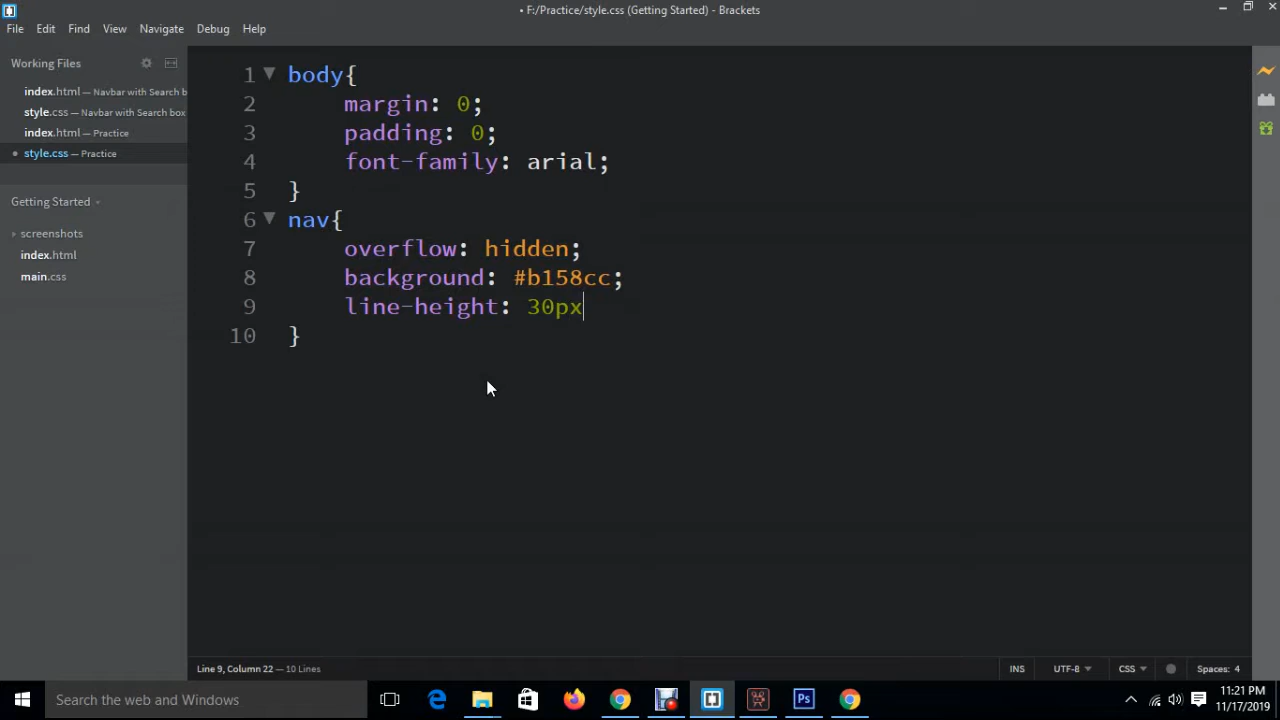 • F:/Practice/style.css (Getting Started) - Brackets
File Edit Find View Navigate Debug Help
Working Files
index.html — Navbar with Search b
style.css — Navbar with Search box
index.html — Practice
• style.css — Practice
Getting Started
screenshots
index.html
main.css
1 body{
2 margin: 0;
3 padding: 0;
4 font-family: arial;
5 }
6 nav{
7 overflow: hidden;
8 background: #b158cc;
9 line-height: 30px
10 }
Line 9, Column 22 — 10 Lines
INS UTF-8 CSS Spaces: 4
Search the web and Windows
Ps
11:21 PM
11/17/2019